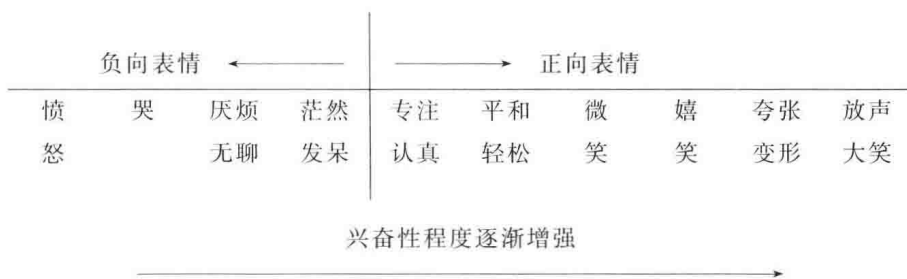 负向表情 正向表情
愤 哭 厌烦 茫然 专注 平和 微 嬉 夸张 放声
怒 无聊 发呆 认真 轻松 笑 笑 变形 大笑
兴奋性程度逐渐增强